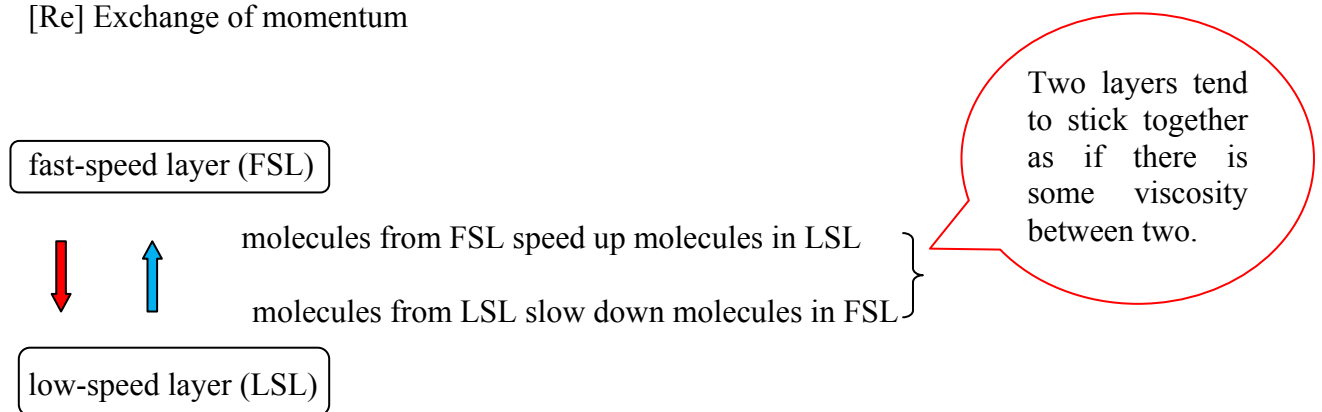 [Re] Exchange of momentum
Two layers tend
to stick together
as if there is
some viscosity
between two.
fast-speed layer (FSL)
molecules from FSL speed up molecules in LSL
molecules from LSL slow down molecules in FSL
low-speed layer (LSL)